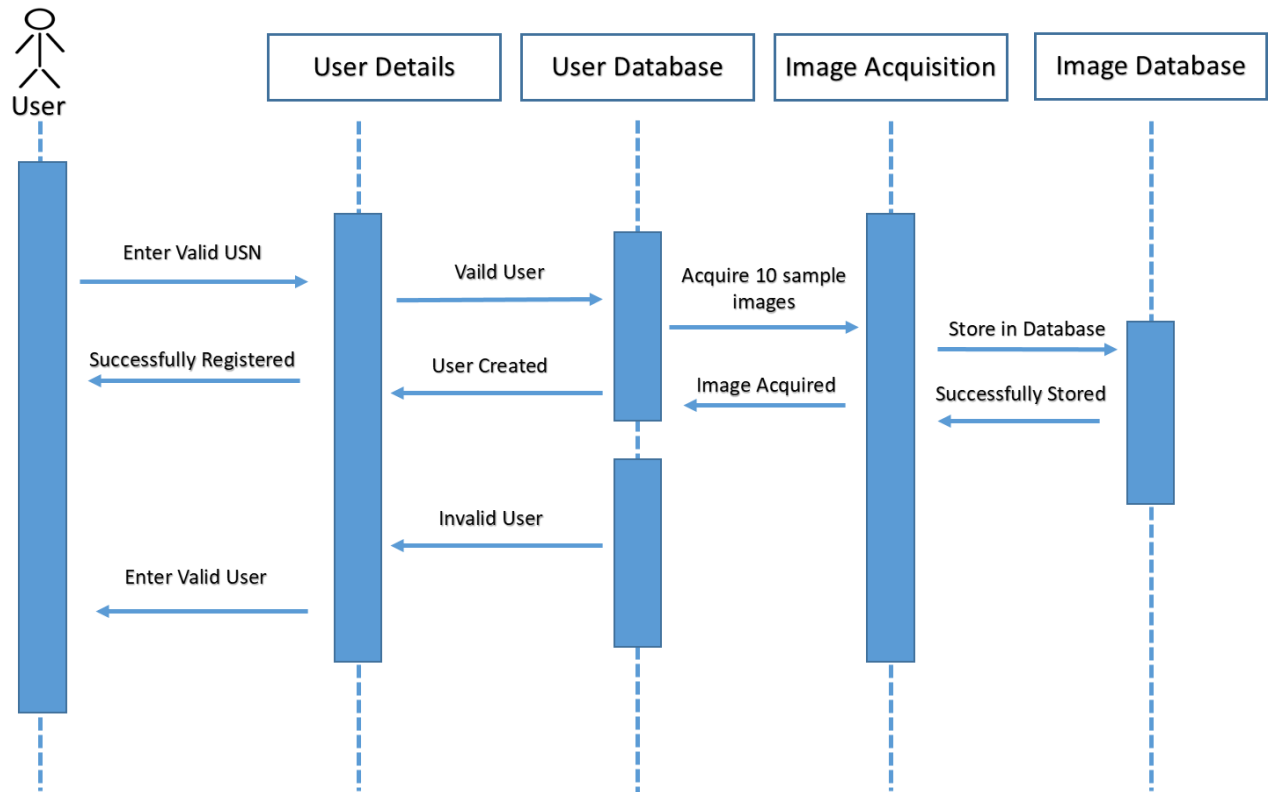 User
User Details
User Database
Image Acquisition
Image Database
Enter Valid USN
Vaild User
Acquire 10 sample
images
Store in Database
Successfully Registered
User Created
Image Acquired
Successfully Stored
Invalid User
Enter Valid User